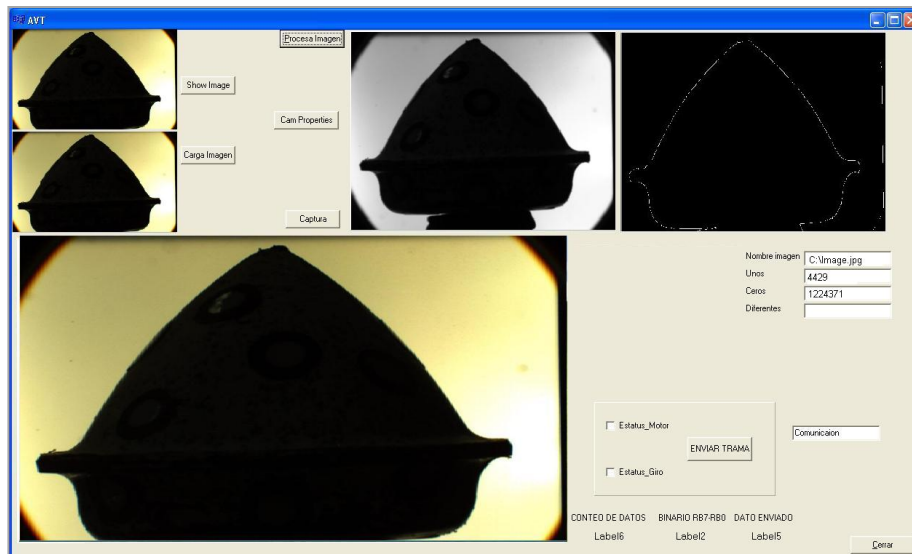 AVT
Procesa Imagen
Show Image
Cam Properties
Carga Imagen
Captura
Nombre imagen C:\Image.jpg
Unos 4429
Ceros 1224371
Diferentes
Estatus_Motor
Comunicaion
ENVIAR TRAMA
Estatus_Giro
CONTEO DE DATOS BINARIO RB7-RB0 DATO ENVIADO
Label6 Label2 Label5
Cerrar